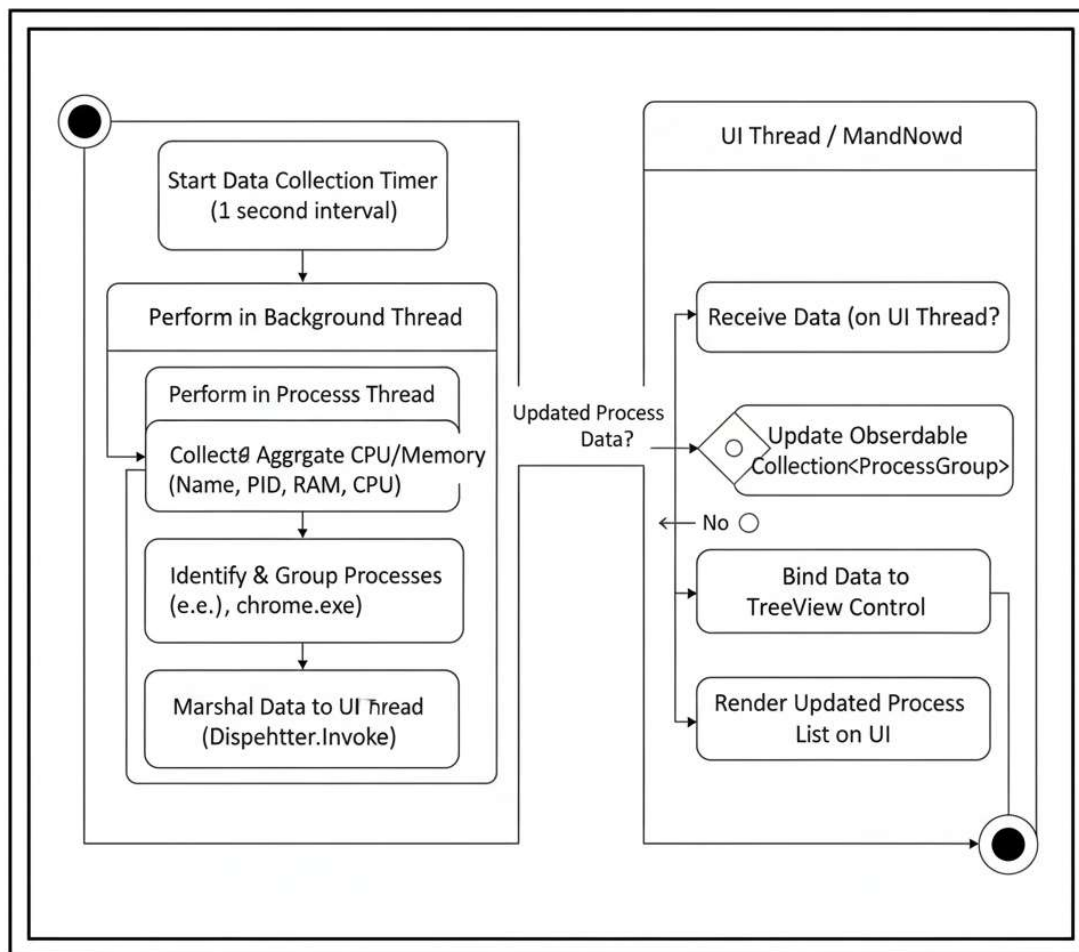 Start Data Collection Timer
(1 second interval)
Perform in Background Thread
Perform in Processs Thread
Aggrgate CPU/Memory
(Name, PID, RAM, CPU)
Identify & Group Processes
(e.e.), chrome.exe)
Marshal Data to UI Thread
(Dispehtter.Invoke)
Updated Process
Data?
UI Thread / MandNowd
Receive Data (on UI Thread?
Update Obserdable
Collection<ProcessGroup>
No
Bind Data to
TreeView Control
Render Updated Process
List on UI